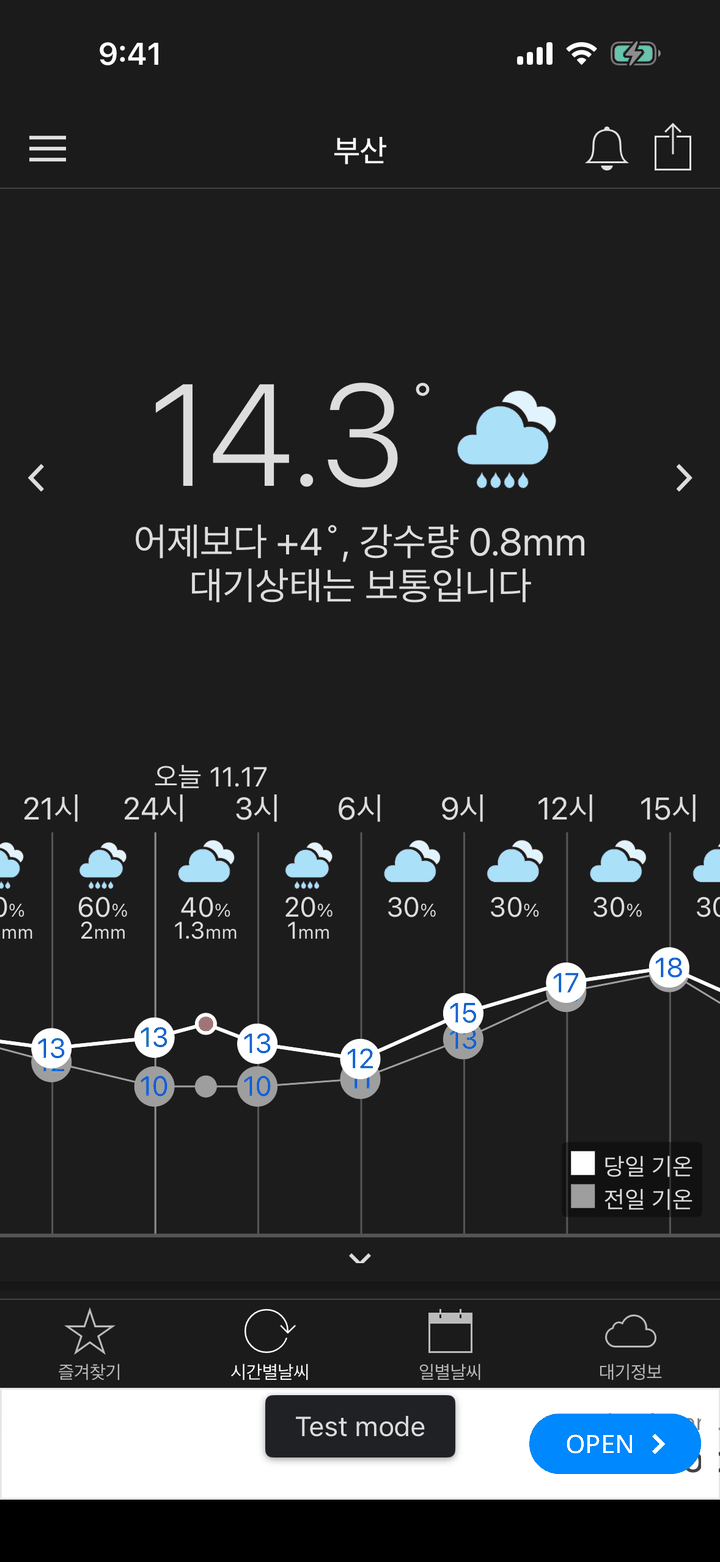 9:41
부산
14.3°
어제보다 +4°, 강수량 0.8mm
대기상태는 보통입니다
오늘 11.17
21시 24시 3시 6시 9시 12시 15시
60% 40% 20% 30% 30% 30%
2mm 1.3mm 1mm
13 13 13 12 15 17 18
10 10 11 13
당일 기온
전일 기온
즐겨찾기 시간별날씨 일별날씨 대기정보
Test mode
OPEN